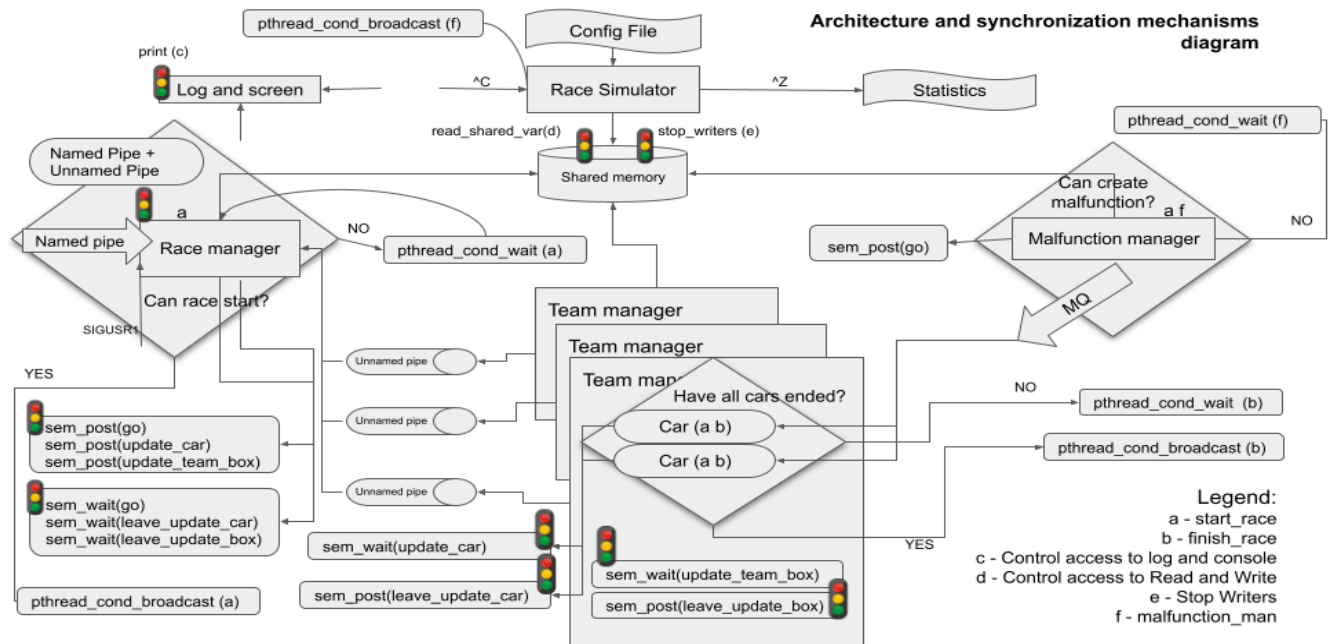 Architecture and synchronization mechanisms
diagram
pthread_cond_broadcast (f)
Config File
print (c)
Log and screen
^C
Race Simulator
^Z
Statistics
read_shared_var(d)
stop_writers (e)
pthread_cond_wait (f)
Named Pipe +
Unnamed Pipe
Shared memory
Can create
malfunction?
a
a f
NO
NO
Named pipe
Race manager
pthread_cond_wait (a)
sem_post(go)
Malfunction manager
Can race start?
SIGUSR1
MQ
Team manager
Team manager
Unnamed pipe
YES
Team mana
Have all cars ended?
NO
pthread_cond_wait (b)
sem_post(go)
sem_post(update_car)
sem_post(update_team_box)
Unnamed pipe
Car (a b)
Car (a b)
pthread_cond_broadcast (b)
sem_wait(go)
sem_wait(leave_update_car)
sem_wait(leave_update_box)
Unnamed pipe
YES
sem_wait(update_car)
sem_post(leave_update_car)
sem_wait(update_team_box)
sem_post(leave_update_box)
pthread_cond_broadcast (a)
Legend:
a - start_race
b - finish_race
c - Control access to log and console
d - Control access to Read and Write
e - Stop Writers
f - malfunction_man